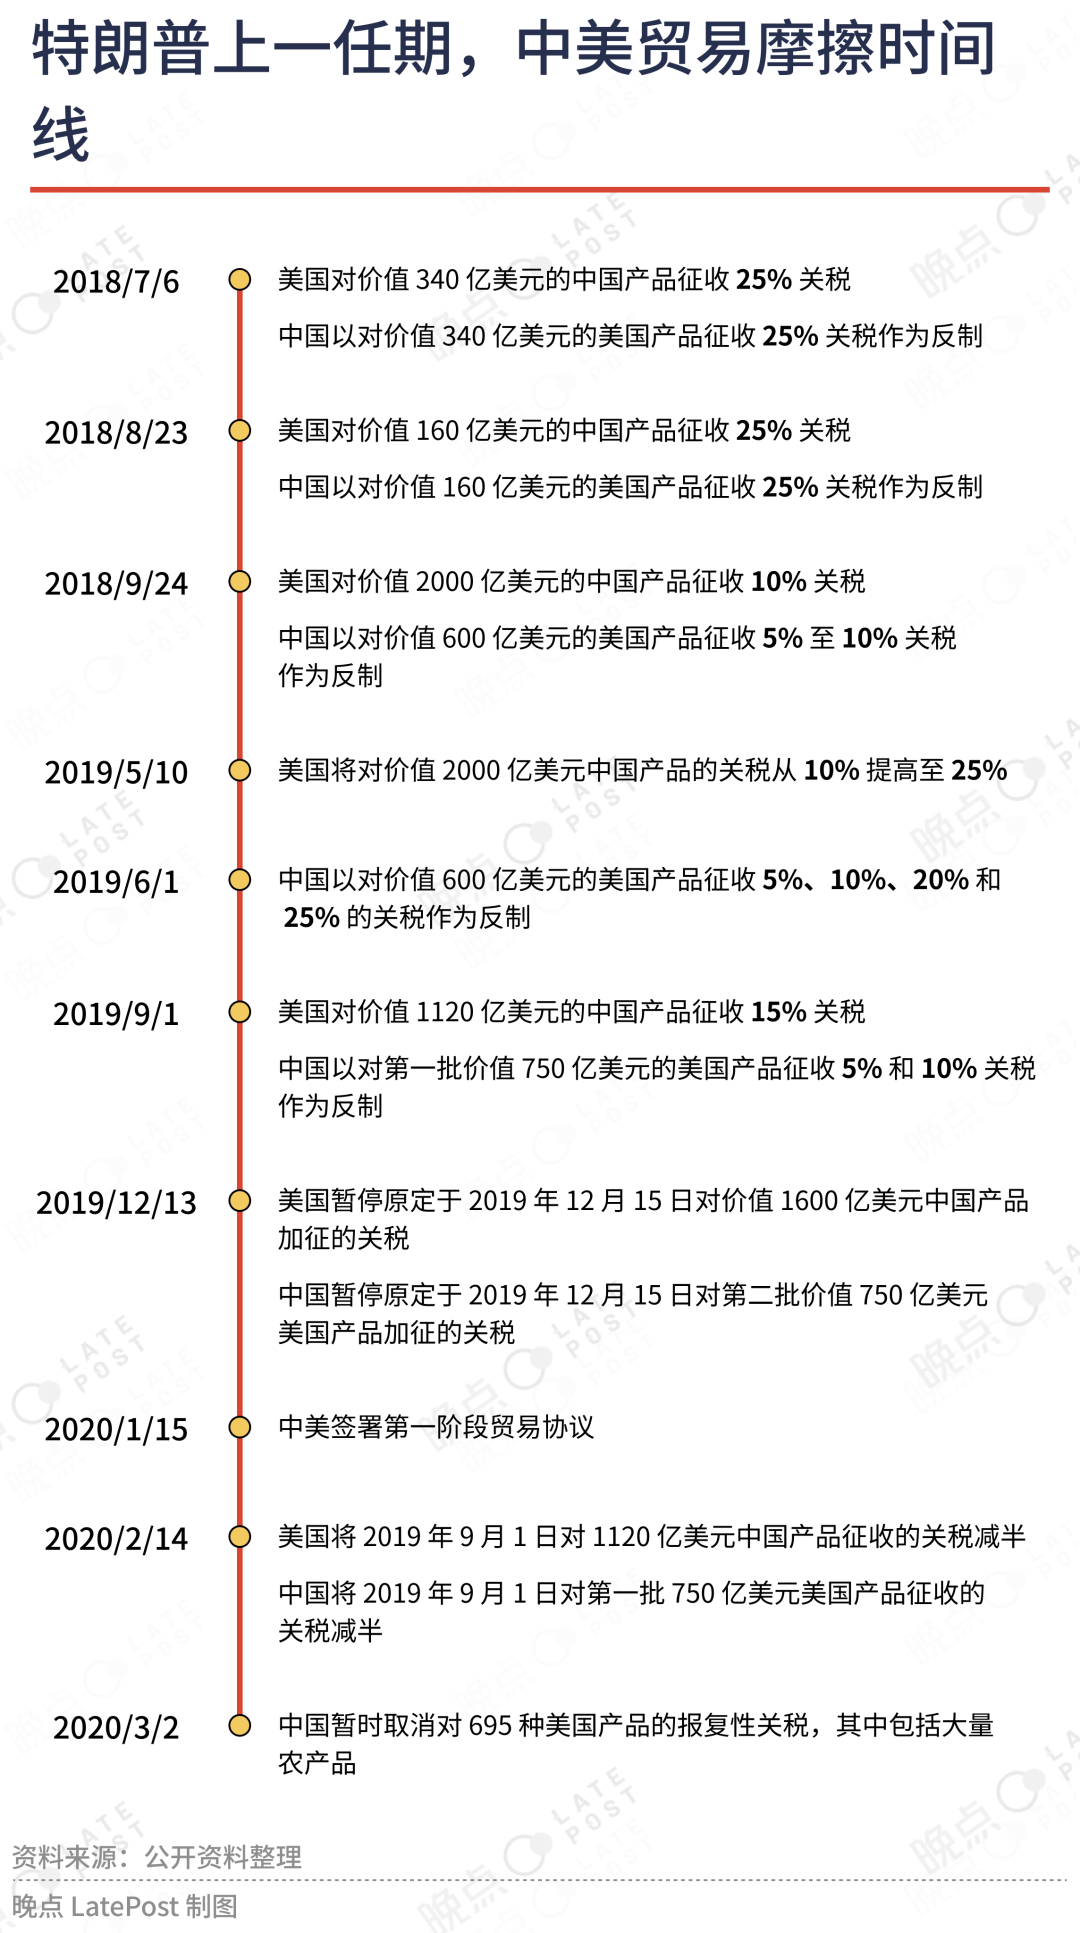 特朗普上一任期，中美贸易摩擦时间
线
2018/7/6
美国对价值 340 亿美元的中国产品征收 25% 关税
中国以对价值 340 亿美元的美国产品征收 25% 关税作为反制
2018/8/23
美国对价值 160 亿美元的中国产品征收 25% 关税
中国以对价值 160 亿美元的美国产品征收 25% 关税作为反制
2018/9/24
美国对价值 2000 亿美元的中国产品征收 10% 关税
中国以对价值 600 亿美元的美国产品征收 5% 至 10% 关税
作为反制
2019/5/10
美国将对价值 2000 亿美元中国产品的关税从 10% 提高至 25%
2019/6/1
中国以对价值 600 亿美元的美国产品征收 5%、10%、20% 和
25% 的关税作为反制
2019/9/1
美国对价值 1120 亿美元的中国产品征收 15% 关税
中国以对第一批价值 750 亿美元的美国产品征收 5% 和 10% 关税
作为反制
2019/12/13
美国暂停原定于 2019 年 12 月 15 日对价值 1600 亿美元中国产品
加征的关税
中国暂停原定于 2019 年 12 月 15 日对第二批价值 750 亿美元
美国产品加征的关税
2020/1/15
中美签署第一阶段贸易协议
2020/2/14
美国将 2019 年 9 月 1 日对 1120 亿美元中国产品征收的关税减半
中国将 2019 年 9 月 1 日对第一批 750 亿美元美国产品征收的
关税减半
2020/3/2
中国暂时取消对 695 种美国产品的报复性关税，其中包括大量
农产品
资料来源：公开资料整理
晚点 LatePost 制图